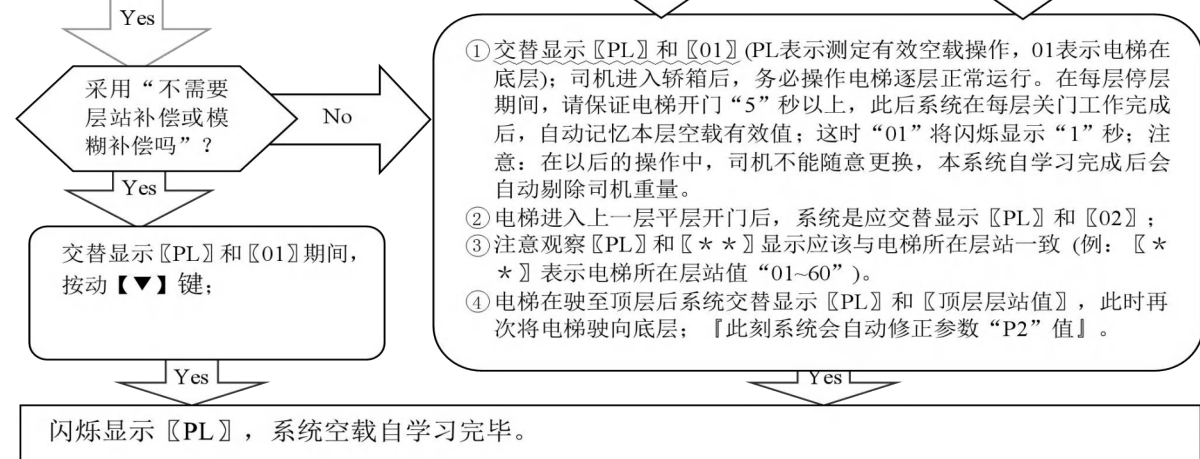 Yes
采用“不需要
层站补偿或模
糊补偿吗”？
No
Yes
交替显示〖PL〗和〖01〗期间，
按动【▼】键；
Yes
①交替显示〖PL〗和〖01〗(PL表示测定有效空载操作，01表示电梯在
底层)；司机进入轿箱后，务必操作电梯逐层正常运行。在每层停层
期间，请保证电梯开门“5”秒以上，此后系统在每层关门工作完成
后，自动记忆本层空载有效值；这时“01”将闪烁显示“1”秒；注
意：在以后的操作中，司机不能随意更换，本系统自学习完成后会
自动剔除司机重量。
②电梯进入上一层平层开门后，系统是应交替显示〖PL〗和〖02〗；
③注意观察〖PL〗和〖＊＊〗显示应该与电梯所在层站一致 (例：〖＊
＊〗表示电梯所在层站值“01~60”)。
④电梯在驶至顶层后系统交替显示〖PL〗和〖顶层层站值〗，此时再
次将电梯驶向底层；『此刻系统会自动修正参数“P2”值』。
Yes
闪烁显示〖PL〗，系统空载自学习完毕。